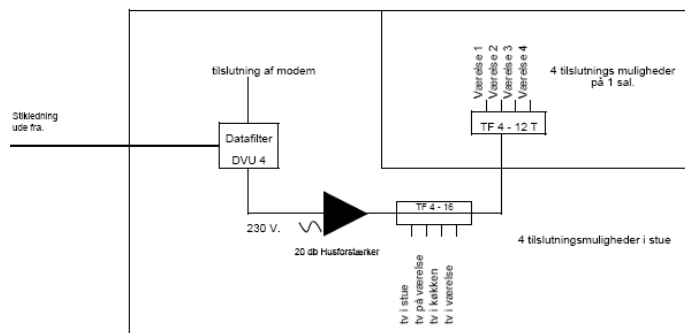 tilslutning af modem
Værelse 1
Værelse 2
Værelse 3
Værelse 4
4 tilslutnings muligheder
på 1 sal.
Stikledning
ude fra.
Datafilter
DVU 4
TF 4 - 12 T
230 V.
20 db Husforstærker
TF 4 - 16
4 tilslutningsmuligheder i stue
tv i stue
tv på værelse
tv i køkken
tv i værelse